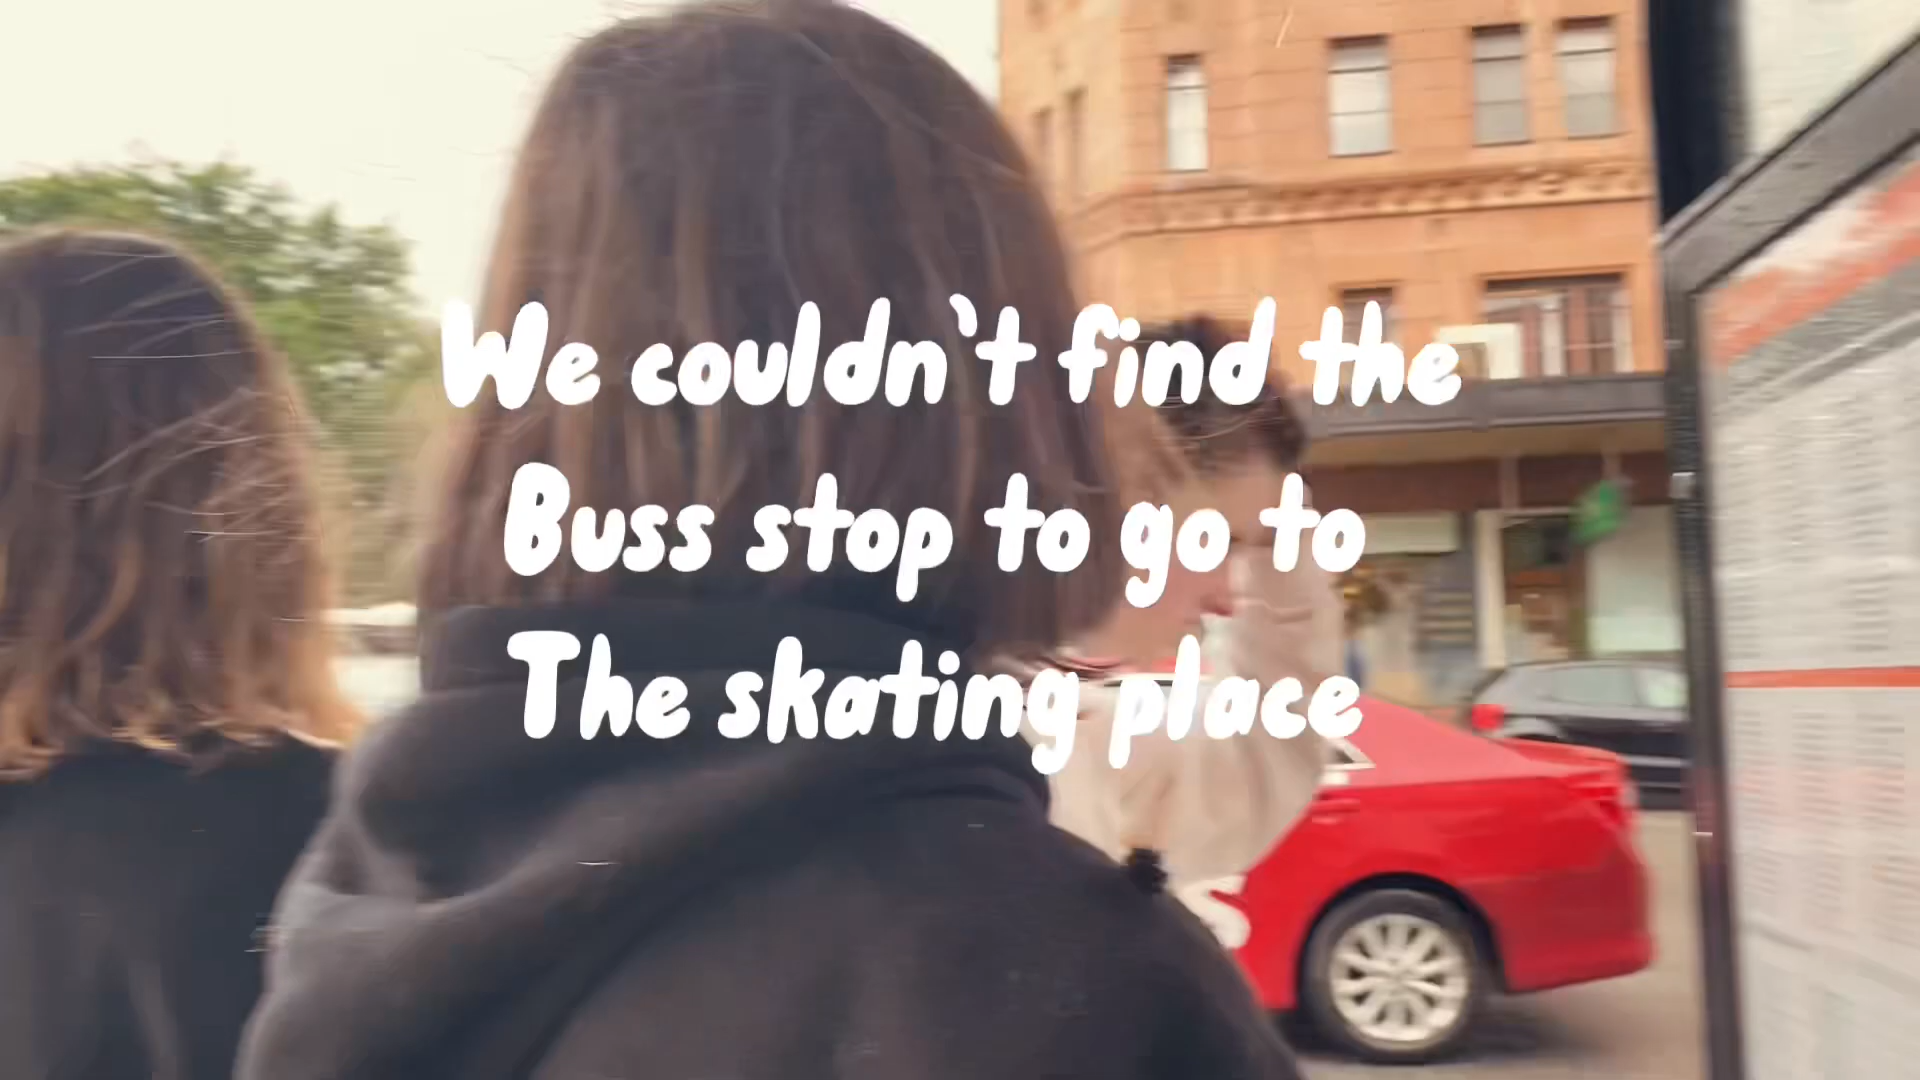 We couldn't find the
Buss stop to go to
The skating place